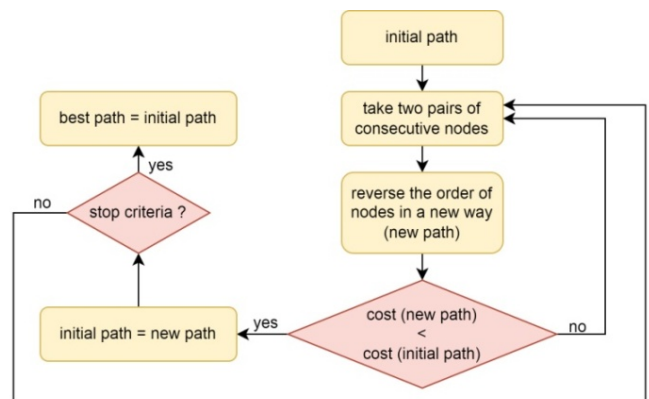 initial path
take two pairs of
consecutive nodes
best path = initial path
yes
no
stop criteria ?
reverse the order of
nodes in a new way
(new path)
initial path = new path
yes
cost (new path)
<
cost (initial path)
no